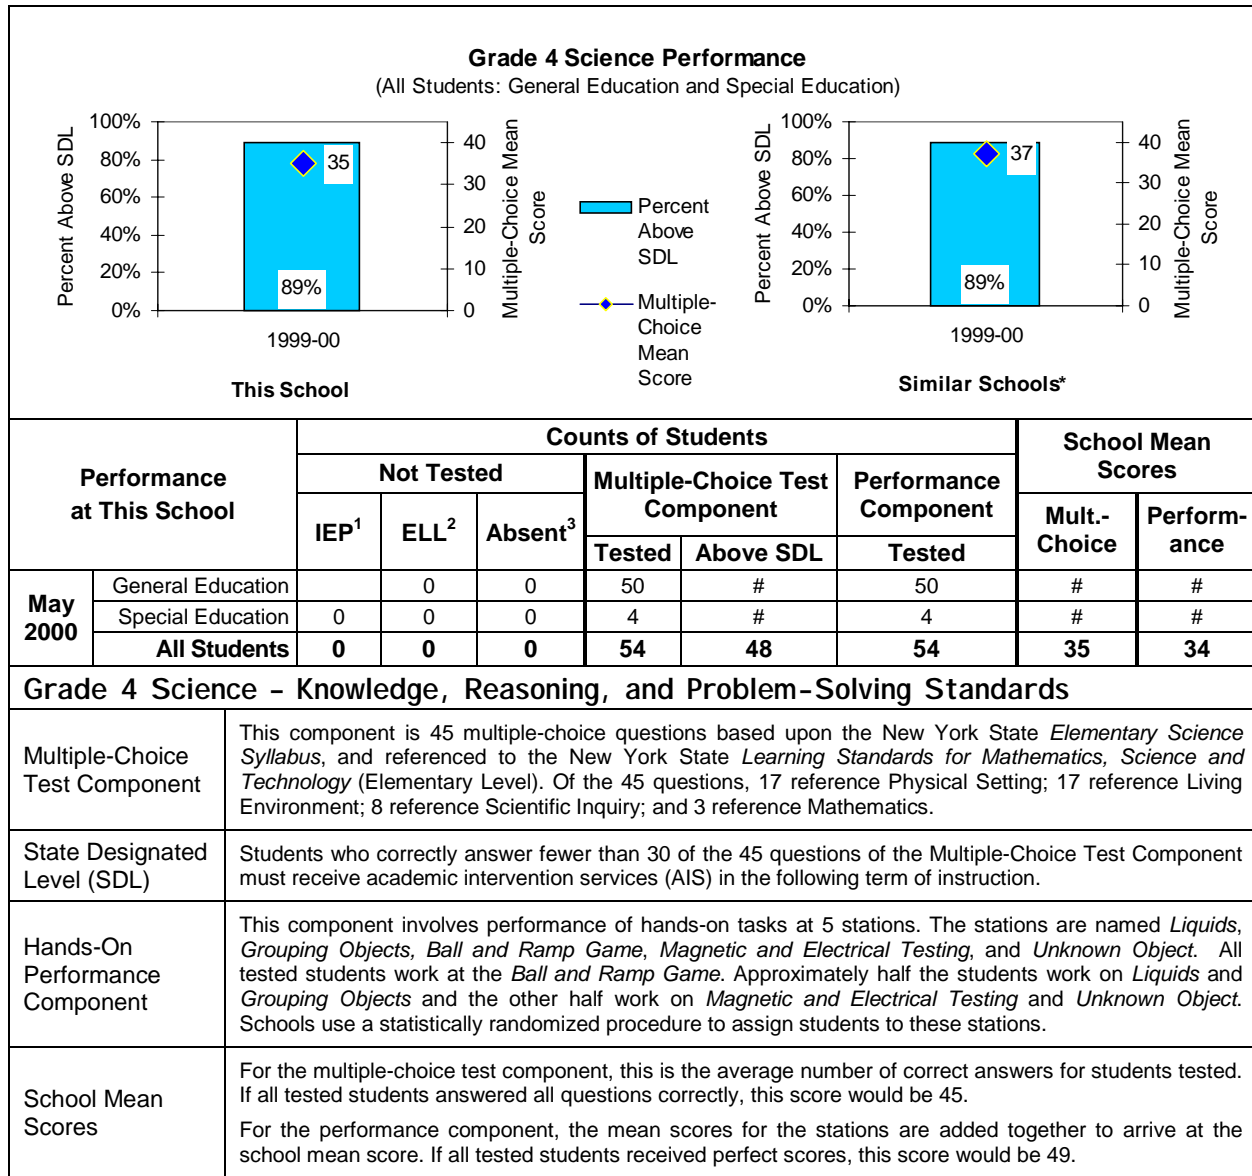 Grade 4 Science Performance
(All Students: General Education and Special Education)
Percent Above SDL
100%
80%
60%
40%
20%
0%
35
89%
40
30
20
10
0
Multiple-Choice Mean
Score
1999-00
This School
Percent
Above
SDL
Multiple-
Choice
Mean
Score
Percent Above SDL
100%
80%
60%
40%
20%
0%
37
89%
40
30
20
10
0
Multiple-Choice Mean
Score
1999-00
Similar Schools*
Performance
at This School
Counts of Students
School Mean
Scores
Not Tested
Multiple-Choice Test
Component
Performance
Component
IEP1 ELL2 Absent3
Mult.-
Choice
Perform-
ance
Tested Above SDL Tested
May
2000
General Education 0 0 50 # 50 # #
Special Education 0 0 0 4 # 4 # #
All Students 0 0 0 54 48 54 35 34
Grade 4 Science – Knowledge, Reasoning, and Problem-Solving Standards
Multiple-Choice
Test Component
This component is 45 multiple-choice questions based upon the New York State Elementary Science
Syllabus, and referenced to the New York State Learning Standards for Mathematics, Science and
Technology (Elementary Level). Of the 45 questions, 17 reference Physical Setting; 17 reference Living
Environment; 8 reference Scientific Inquiry; and 3 reference Mathematics.
State Designated
Level (SDL)
Students who correctly answer fewer than 30 of the 45 questions of the Multiple-Choice Test Component
must receive academic intervention services (AIS) in the following term of instruction.
Hands-On
Performance
Component
This component involves performance of hands-on tasks at 5 stations. The stations are named Liquids,
Grouping Objects, Ball and Ramp Game, Magnetic and Electrical Testing, and Unknown Object. All
tested students work at the Ball and Ramp Game. Approximately half the students work on Liquids and
Grouping Objects and the other half work on Magnetic and Electrical Testing and Unknown Object.
Schools use a statistically randomized procedure to assign students to these stations.
School Mean
Scores
For the multiple-choice test component, this is the average number of correct answers for students tested.
If all tested students answered all questions correctly, this score would be 45.
For the performance component, the mean scores for the stations are added together to arrive at the
school mean score. If all tested students received perfect scores, this score would be 49.